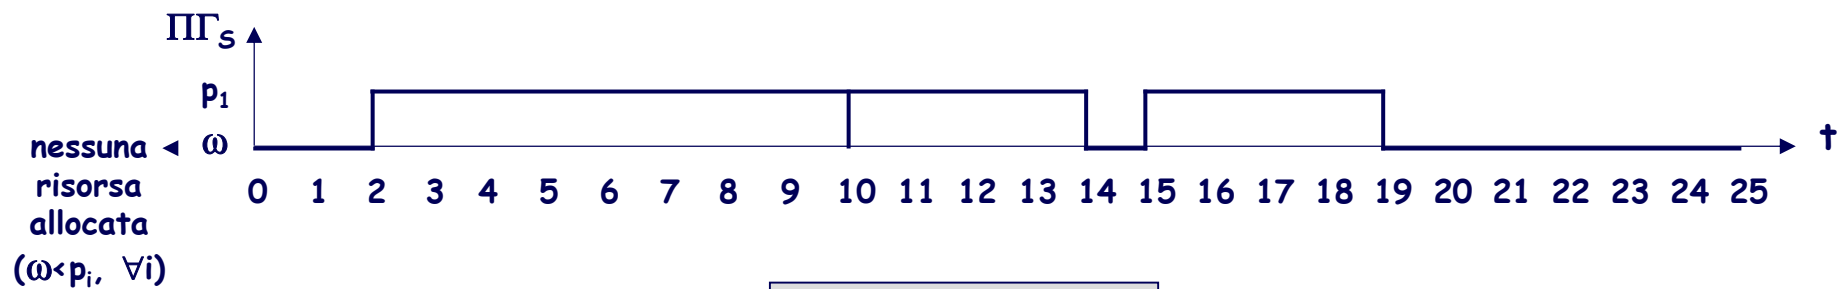 ΠΓS
p1
nessuna ω t
risorsa 0 1 2 3 4 5 6 7 8 9 10 11 12 13 14 15 16 17 18 19 20 21 22 23 24 25
allocata
(ω<pi, ∀i)